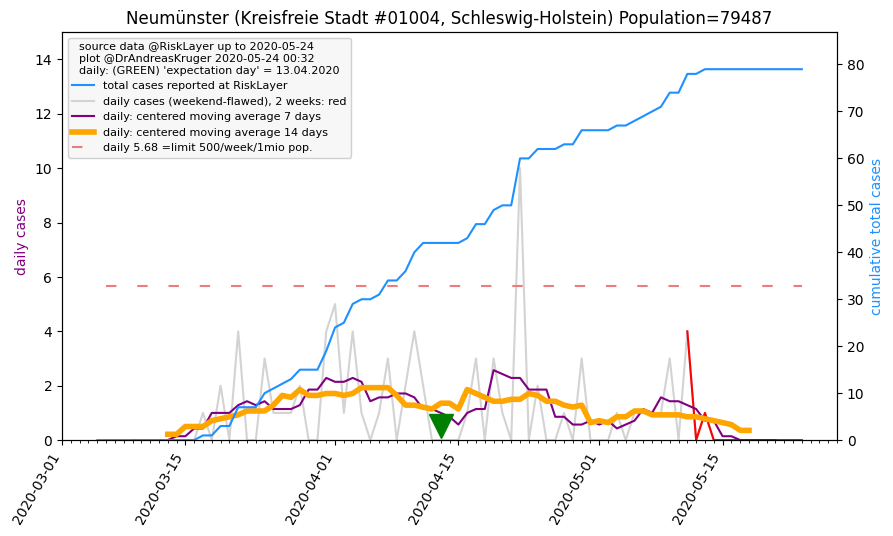 Neumünster (Kreisfreie Stadt #01004, Schleswig-Holstein) Population=79487
source data @RiskLayer up to 2020-05-24
plot @DrAndreasKruger 2020-05-24 00:32
daily: (GREEN) 'expectation day' = 13.04.2020
total cases reported at RiskLayer
daily cases (weekend-flawed), 2 weeks: red
daily: centered moving average 7 days
daily: centered moving average 14 days
daily 5.68 =limit 500/week/1mio pop.
daily cases
14
12
10
8
6
4
2
0
cumulative total cases
80
70
60
50
40
30
20
10
0
2020-03-01
2020-03-15
2020-04-01
2020-04-15
2020-05-01
2020-05-15